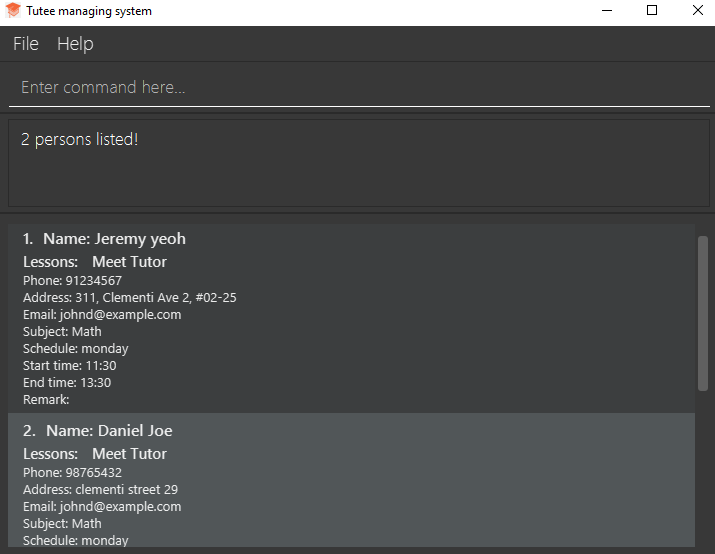 Tutee managing system
File Help
Enter command here...
2 persons listed!
1. Name: Jeremy yeoh
Lessons: Meet Tutor
Phone: 91234567
Address: 311, Clementi Ave 2, #02-25
Email: johnd@example.com
Subject: Math
Schedule: monday
Start time: 11:30
End time: 13:30
Remark:
2. Name: Daniel Joe
Lessons: Meet Tutor
Phone: 98765432
Address: clementi street 29
Email: johnd@example.com
Subject: Math
Schedule: monday